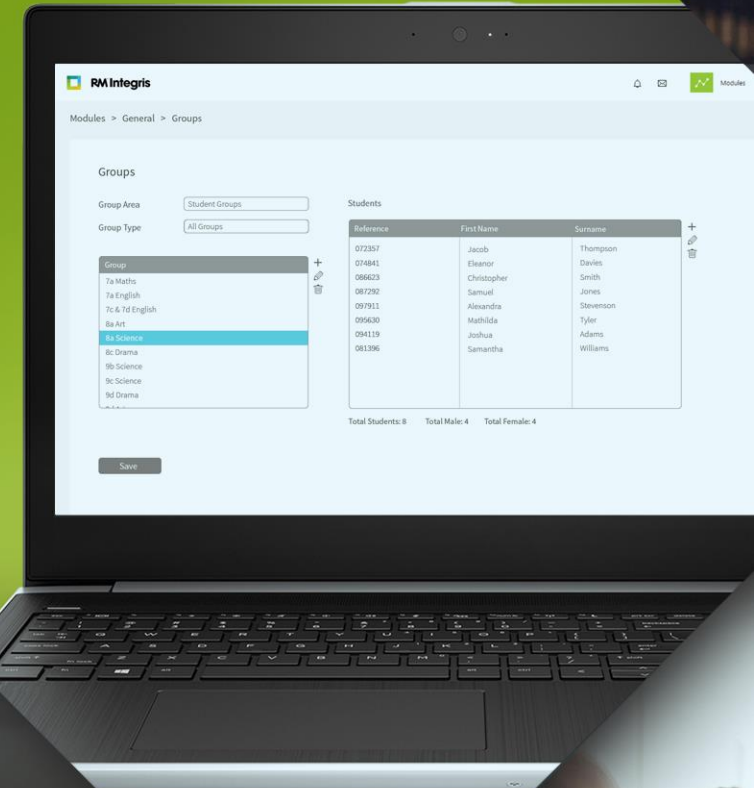 RM Integris
Modules
Modules > General > Groups
Groups
Group Area
Student Groups
Group Type
All Groups
Group
7a Maths
7a English
7c & 7d English
8a Art
8a Science
8c Drama
9b Science
9c Science
9d Drama
Save
Students
Reference First Name Surname
072357 Jacob Thompson
074841 Eleanor Davies
086623 Christopher Smith
087292 Samuel Jones
097911 Alexandra Stevenson
095630 Mathilda Tyler
094119 Joshua Adams
081396 Samantha Williams
Total Students: 8 Total Male: 4 Total Female: 4